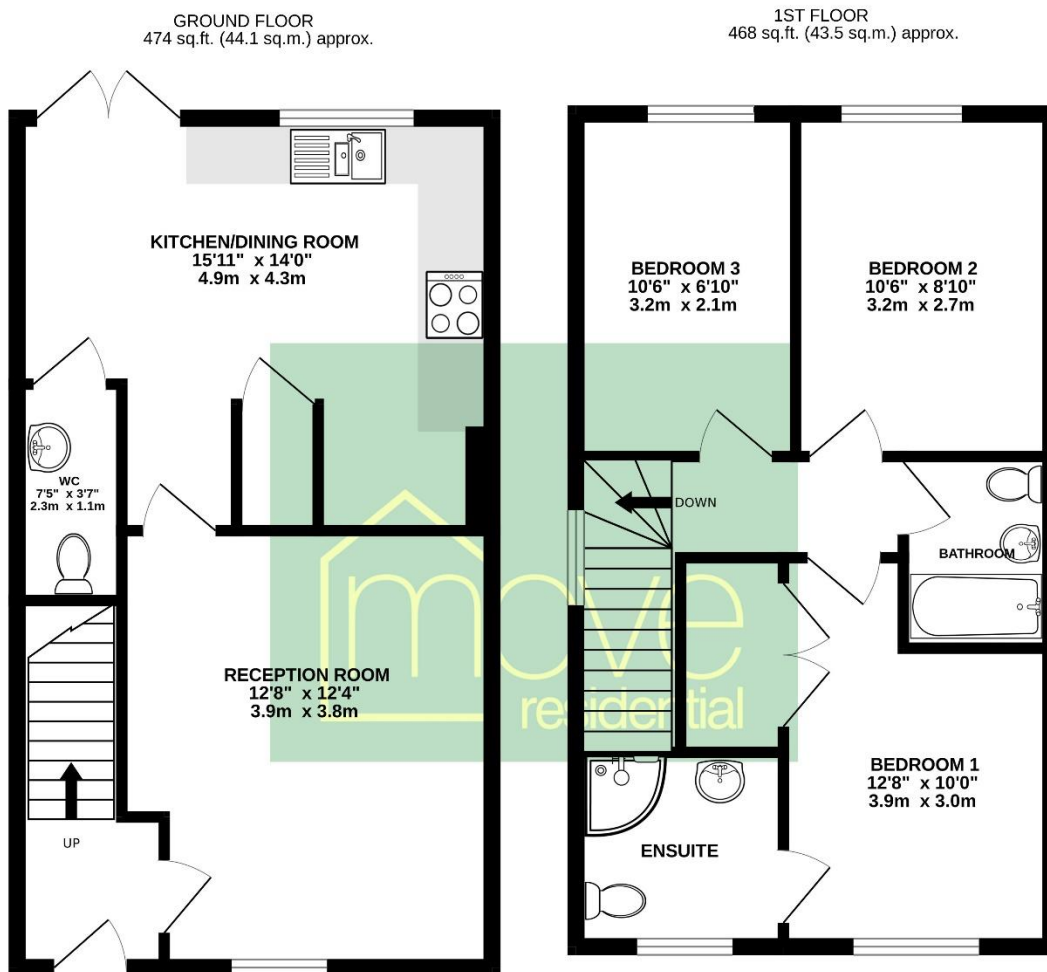 GROUND FLOOR
474 sq.ft. (44.1 sq.m.) approx.
1ST FLOOR
468 sq.ft. (43.5 sq.m.) approx.
KITCHEN/DINING ROOM
15'11" x 14'0"
4.9m x 4.3m
BEDROOM 3
10'6" x 6'10"
3.2m x 2.1m
BEDROOM 2
10'6" x 8'10"
3.2m x 2.7m
WC
7'5" x 3'7"
2.3m x 1.1m
DOWN
BATHROOM
move
residential
RECEPTION ROOM
12'8" x 12'4"
3.9m x 3.8m
UP
BEDROOM 1
12'8" x 10'0"
3.9m x 3.0m
ENSUITE